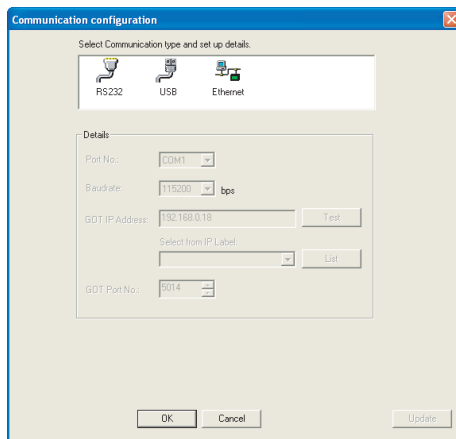 Communication configuration
Select Communication type and set up details.
RS232 USB Ethernet
Details
Port No.: COM1
Baudrate: 115200 bps
GOT IP Address: 192.168.0.18 Test
Select from IP Label:
List
GOT Port No.: 5014
OK Cancel Update